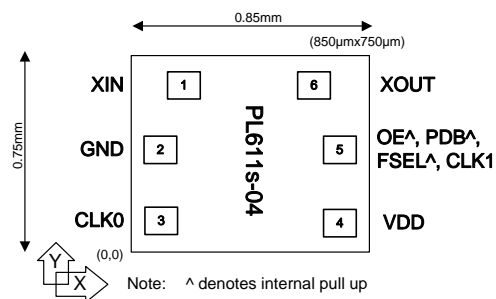 0.85mm
(850µmx750µm)
0.75mm
XIN
1
6
XOUT
GND
2
PL611s-04
5
OE^, PDB^,
FSEL^, CLK1
CLK0
3
4
VDD
(0,0)
Y
X
Note: ^ denotes internal pull up